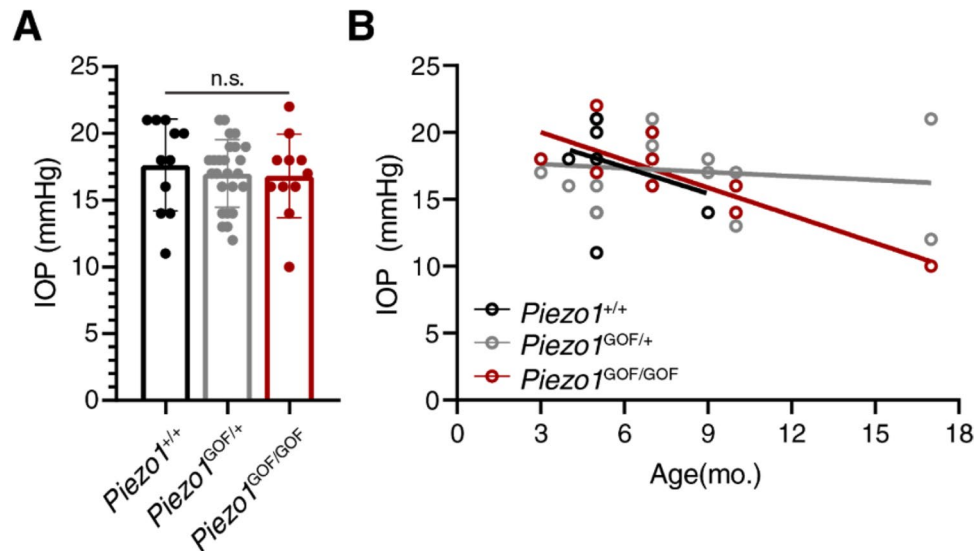 A
25
20
15
10
5
0
IOP (mmHg)
n.s.
Piezo1+/+
Piezo1GOF/+
Piezo1GOF/GOF
B
25
20
15
10
5
0
IOP (mmHg)
Piezo1+/+
Piezo1GOF/+
Piezo1GOF/GOF
0 3 6 9 12 15 18
Age(mo.)